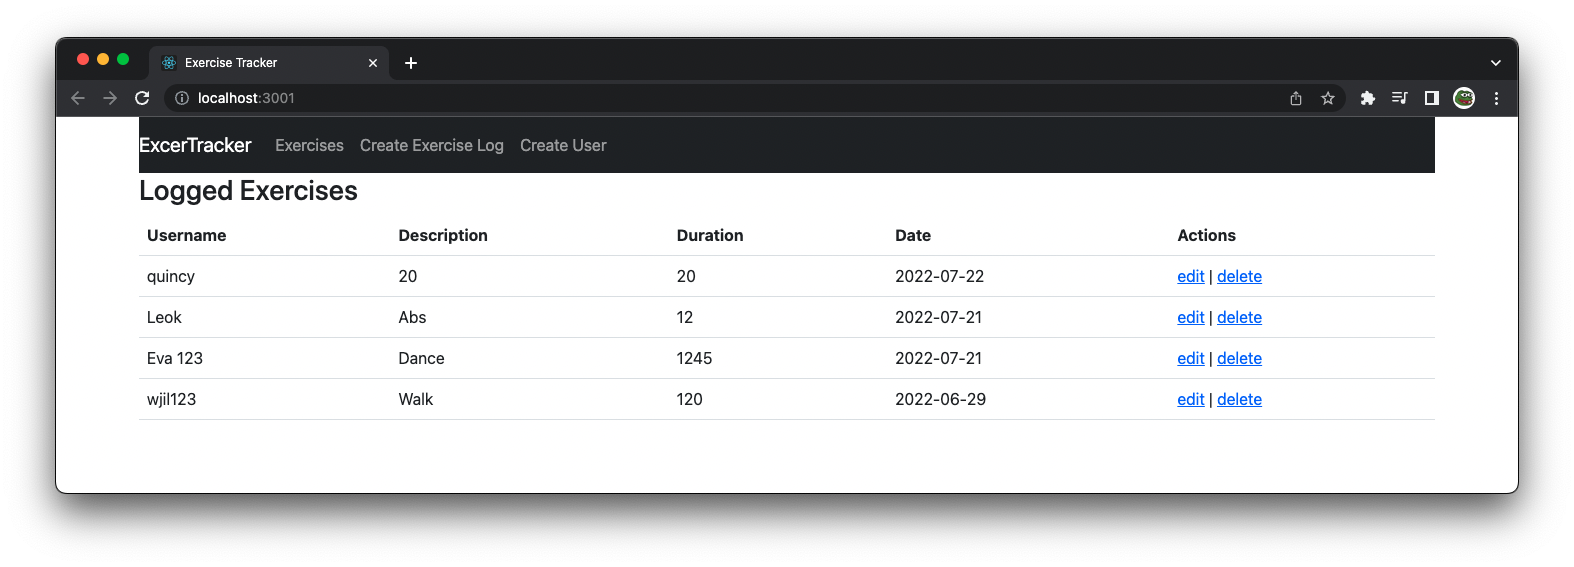 Exercise Tracker
localhost:3001
ExcerTracker Exercises Create Exercise Log Create User
Logged Exercises
Username Description Duration Date Actions
quincy 20 20 2022-07-22 edit | delete
Leok Abs 12 2022-07-21 edit | delete
Eva 123 Dance 1245 2022-07-21 edit | delete
wjil123 Walk 120 2022-06-29 edit | delete